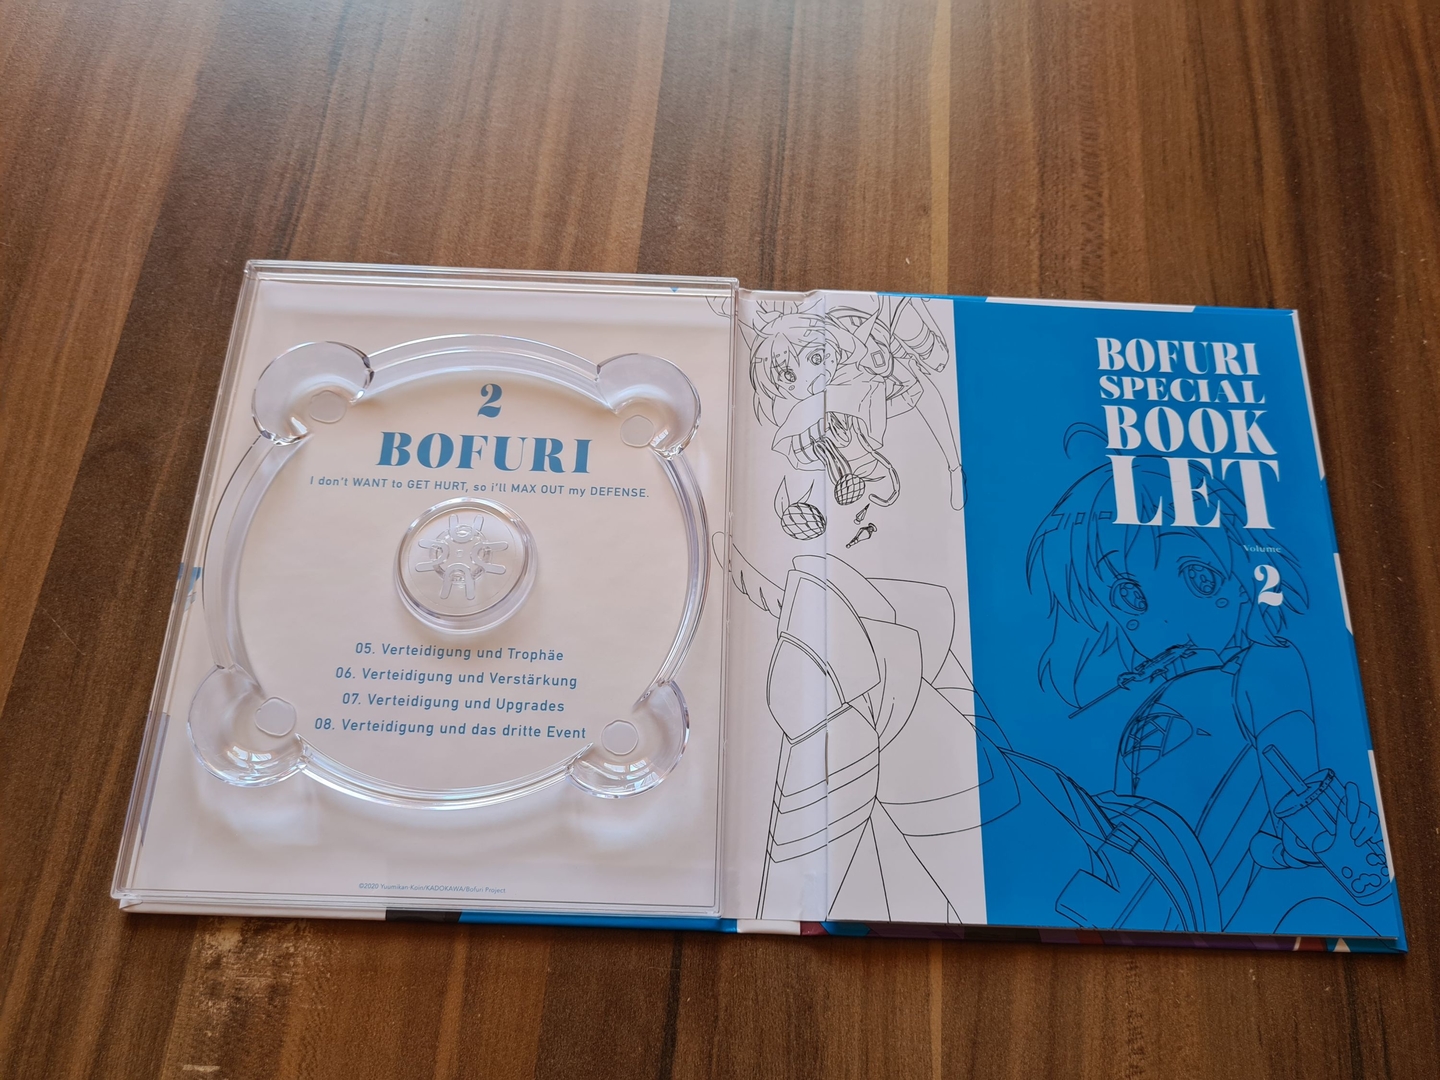 2
BOFURI
I don't WANT to GET HURT, so i'll MAX OUT my DEFENSE.
05. Verteidigung und Trophäe
06. Verteidigung und Verstärkung
07. Verteidigung und Upgrades
08. Verteidigung und das dritte Event
©2020 Yuumikan Koin/KADOKAWA/Bofuri Project
BOFURI
SPECIAL
BOOK
LET
Volume
2